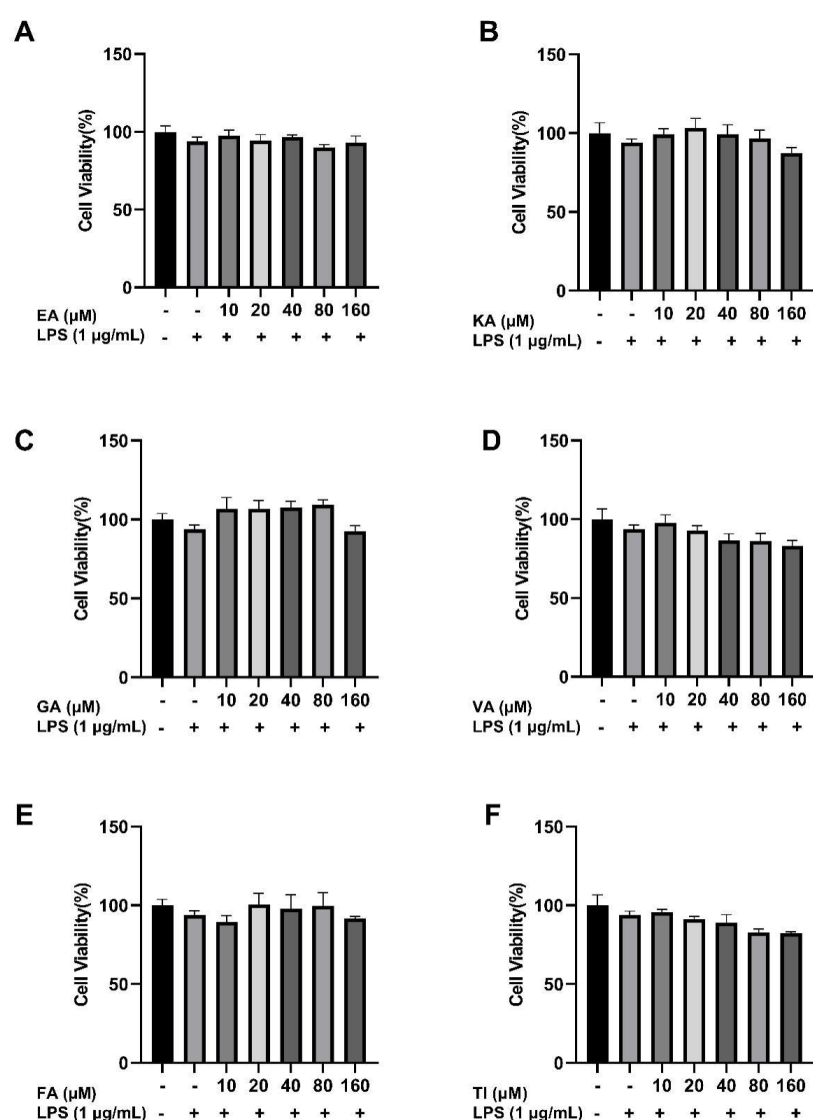 A
Cell Viability(%)
150
100
50
0
EA (µM) - - 10 20 40 80 160
LPS (1 µg/mL) - + + + + + +
B
Cell Viability(%)
150
100
50
0
KA (µM) - - 10 20 40 80 160
LPS (1 µg/mL) - + + + + + +
C
Cell Viability(%)
150
100
50
0
GA (µM) - - 10 20 40 80 160
LPS (1 µg/mL) - + + + + + +
D
Cell Viability(%)
150
100
50
0
VA (µM) - - 10 20 40 80 160
LPS (1 µg/mL) - + + + + + +
E
Cell Viability(%)
150
100
50
0
FA (µM) - - 10 20 40 80 160
LPS (1 µg/mL) - + + + + + +
F
Cell Viability(%)
150
100
50
0
TI (µM) - - 10 20 40 80 160
LPS (1 µg/mL) - + + + + + +